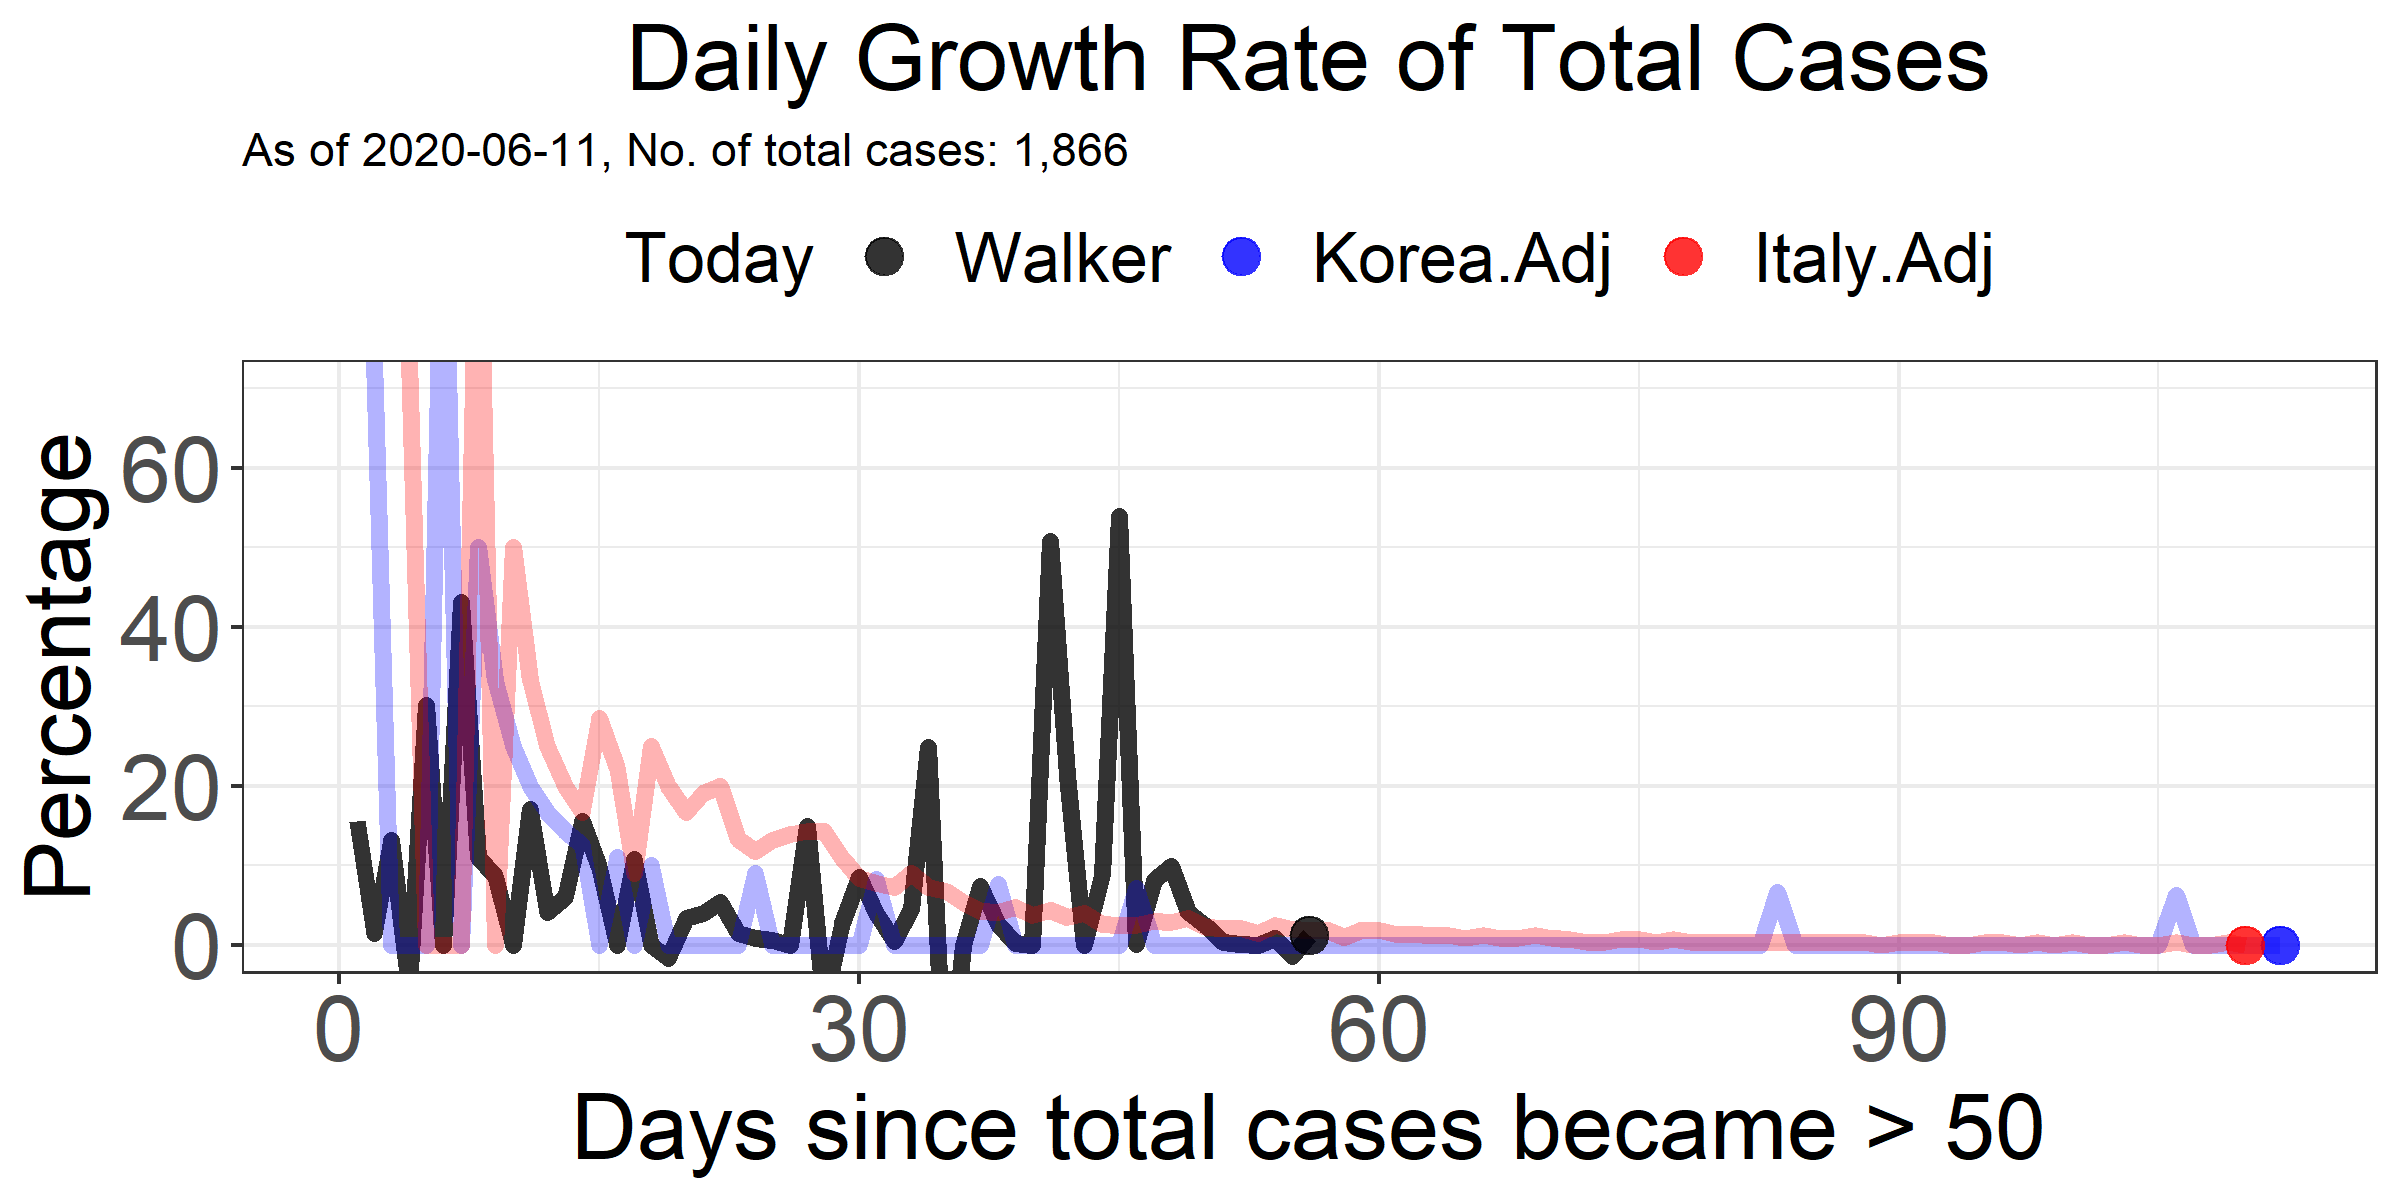 Daily Growth Rate of Total Cases
As of 2020-06-11, No. of total cases: 1,866
Today Walker Korea.Adj Italy.Adj
Percentage
60
40
20
0
0 30 60 90
Days since total cases became > 50